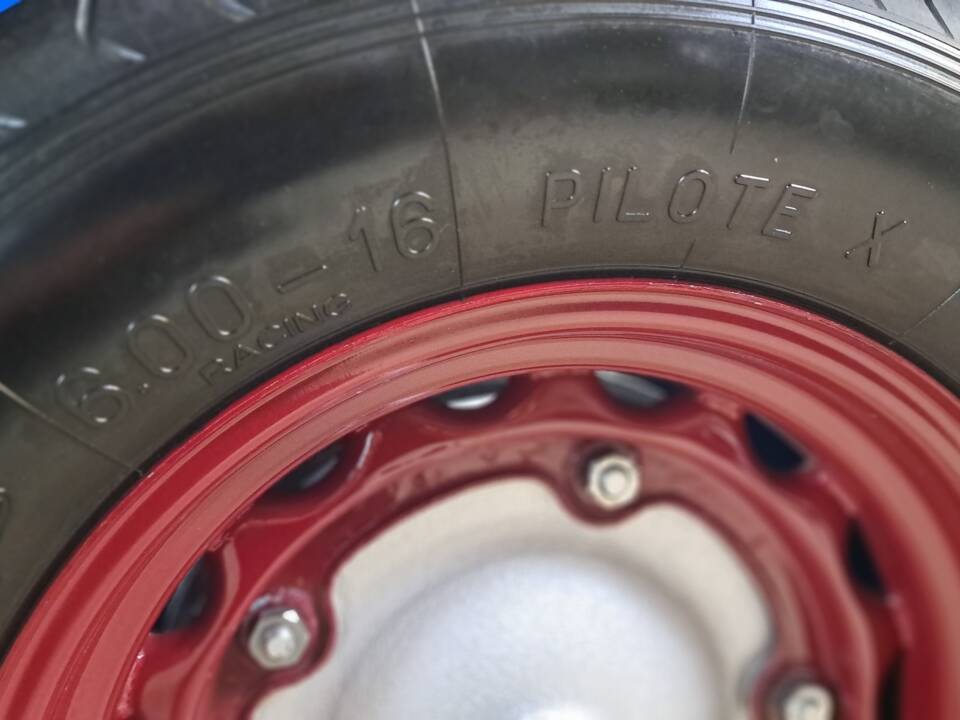 6.00-16
RACING
PILOTE X